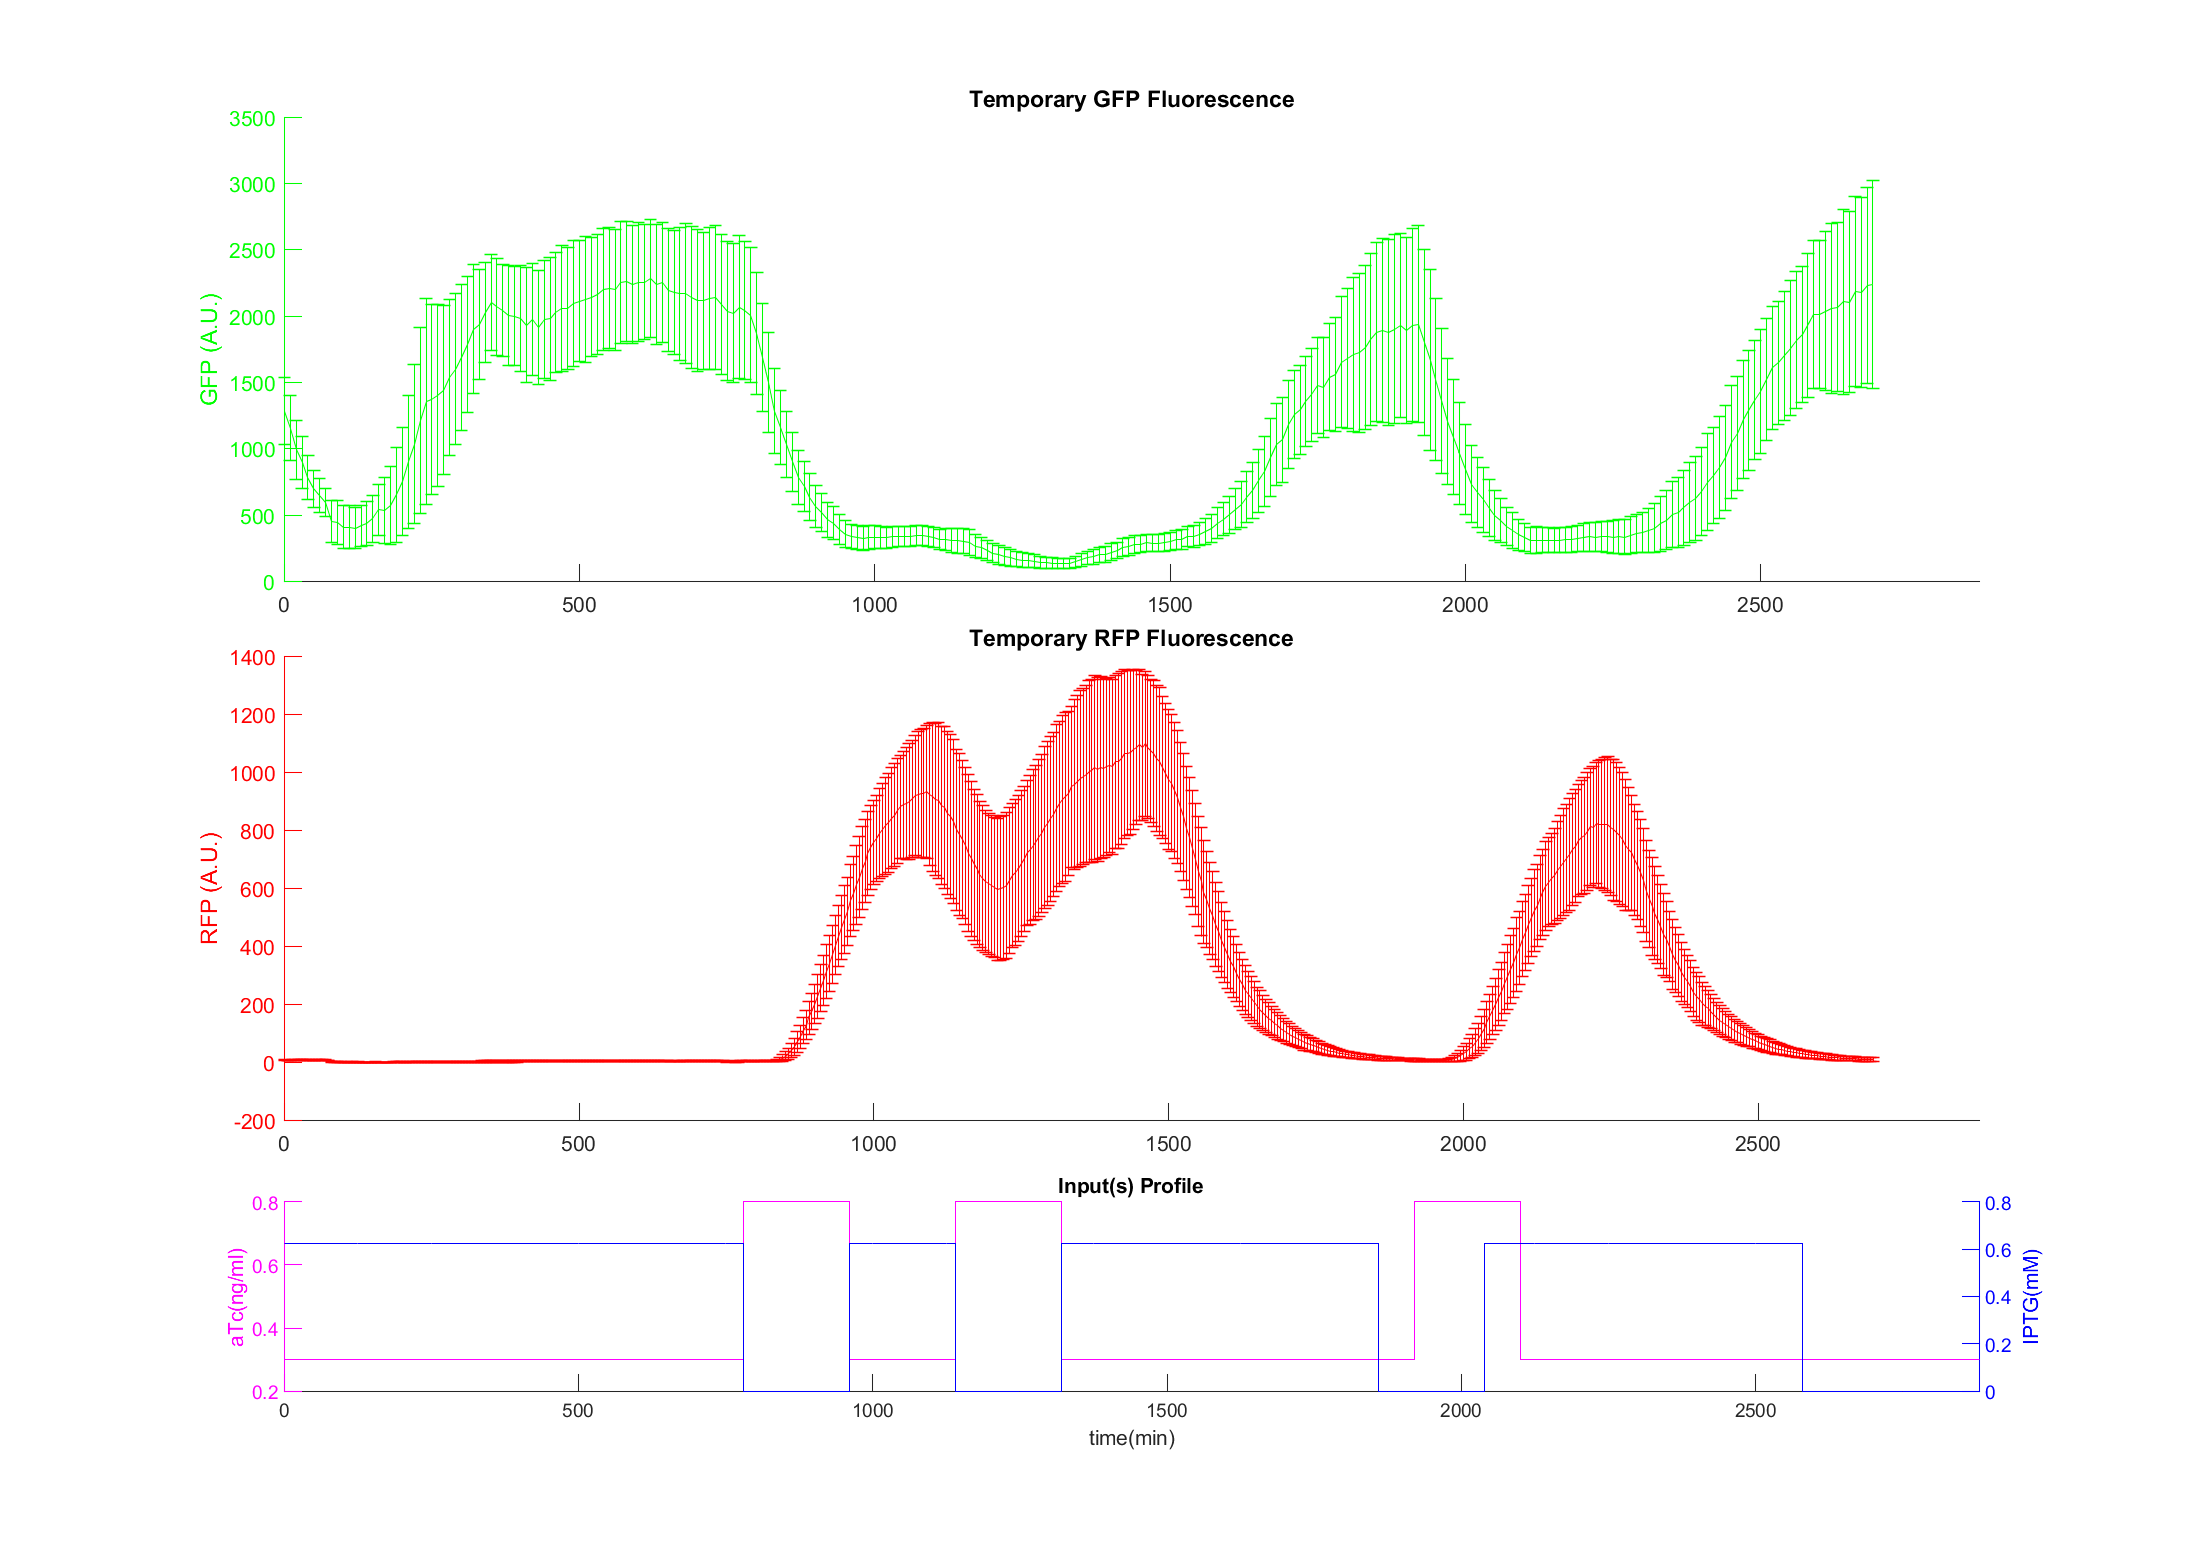 Temporary GFP Fluorescence
3500
3000
2500
2000
1500
1000
500
0
GFP (A.U.)
0 500 1000 1500 2000 2500
Temporary RFP Fluorescence
1400
1200
1000
800
600
400
200
0
-200
RFP (A.U.)
0 500 1000 1500 2000 2500
Input(s) Profile
0.8
0.6
0.4
0.2
aTc(ng/ml)
0.8
0.6
0.4
0.2
0
IPTG(mM)
0 500 1000 1500 2000 2500
time(min)